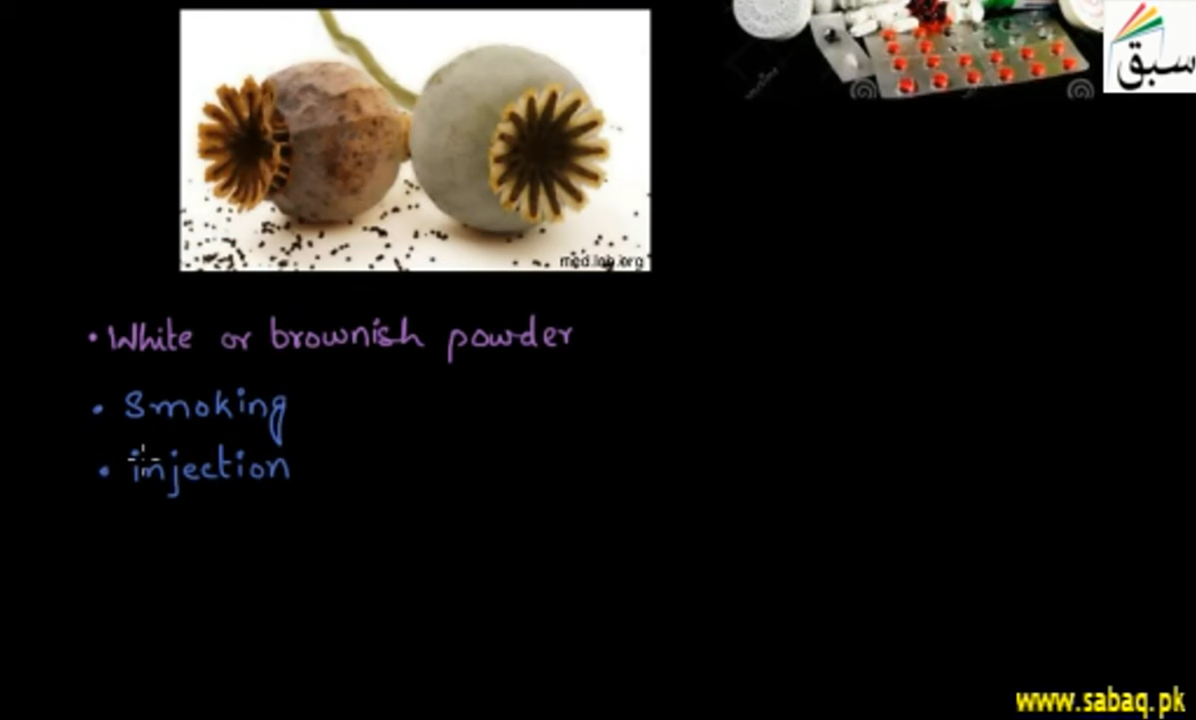 سبق
med.lab.org
• White or brownish powder
• Smoking
• injection
www.sabaq.pk